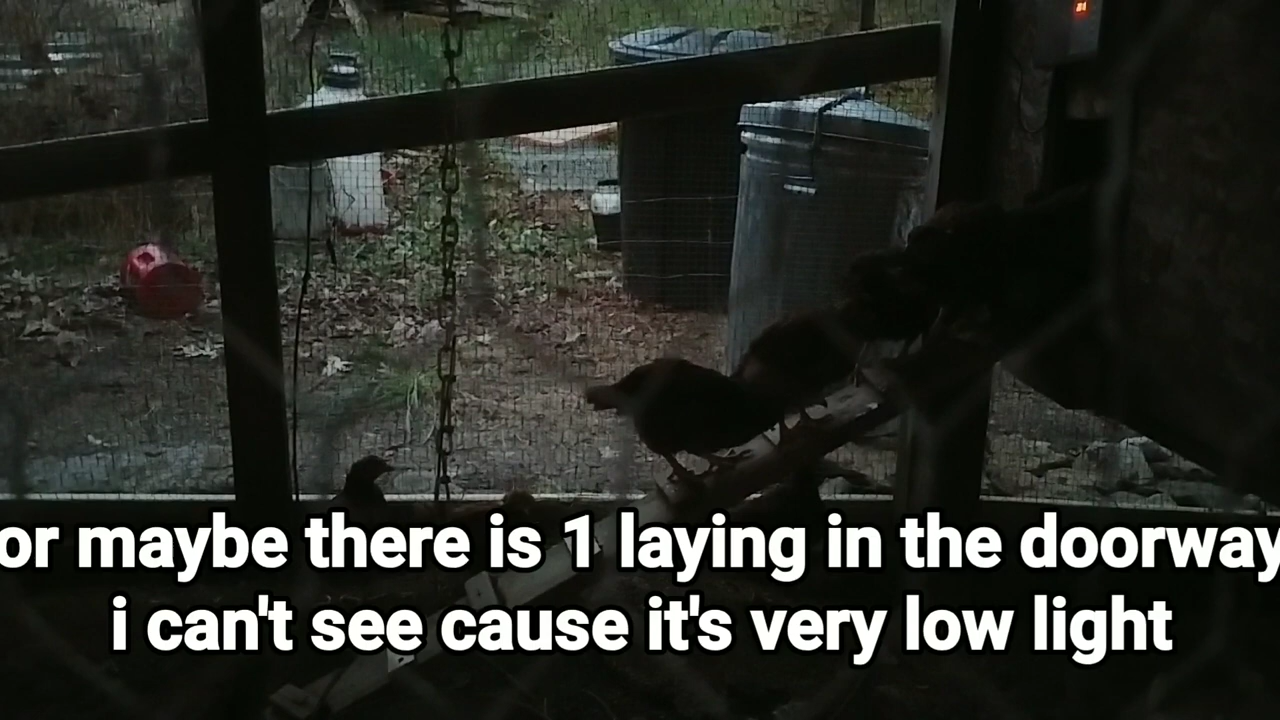 or maybe there is 1 laying in the doorway
i can't see cause it's very low light